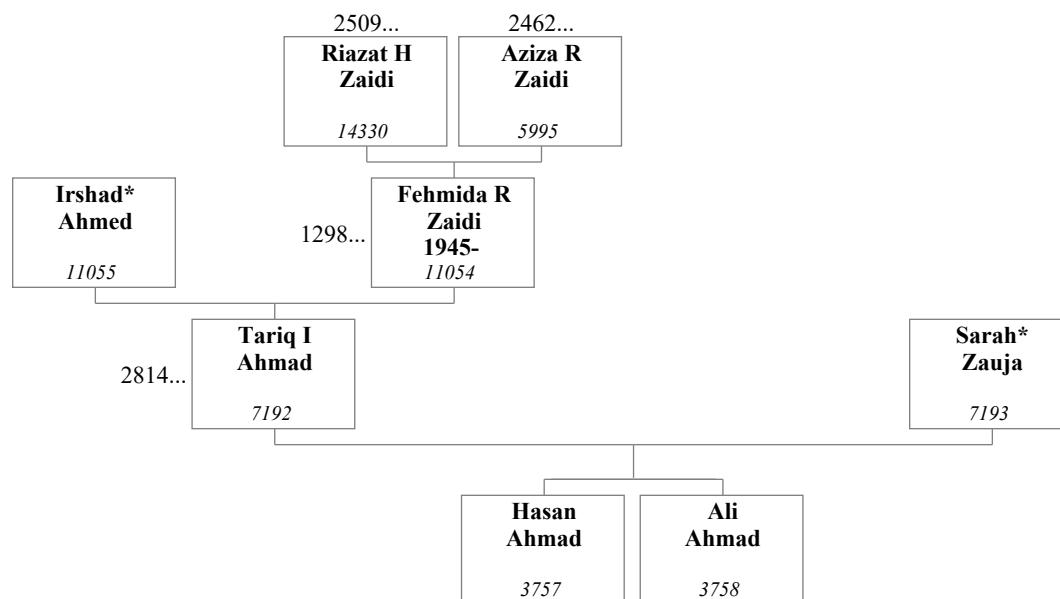 2509...
2462...
Riazat H
Zaidi
14330
Aziza R
Zaidi
5995
Irshad*
Ahmed
11055
1298...
Fehmida R
Zaidi
1945-
11054
2814...
Tariq I
Ahmad
7192
Sarah*
Zauja
7193
Hasan
Ahmad
3757
Ali
Ahmad
3758